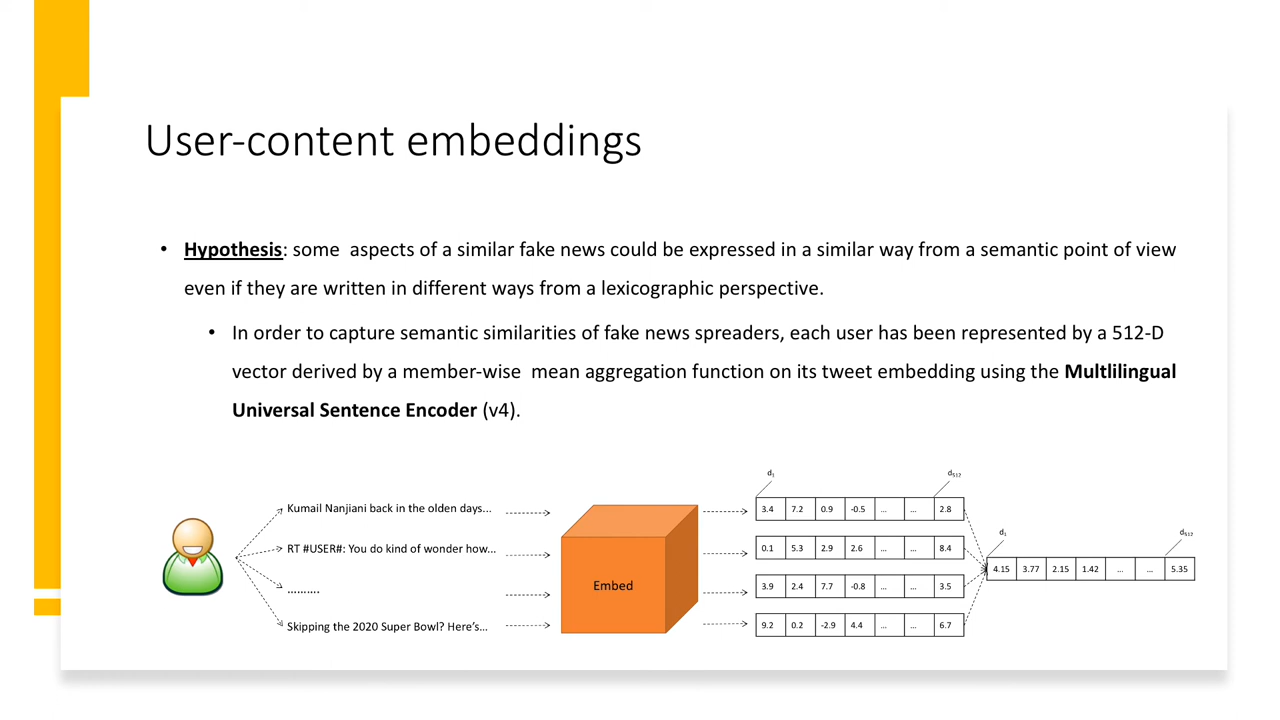 User-content embeddings
• Hypothesis: some aspects of a similar fake news could be expressed in a similar way from a semantic point of view
even if they are written in different ways from a lexicographic perspective.
• In order to capture semantic similarities of fake news spreaders, each user has been represented by a 512-D
vector derived by a member-wise mean aggregation function on its tweet embedding using the Multlilingual
Universal Sentence Encoder (v4).
d1 d512
Kumail Nanjiani back in the olden days...
3.4 7.2 0.9 -0.5 ... ... 2.8
d1 d512
RT #USER#: You do kind of wonder how...
0.1 5.3 2.9 2.6 ... ... 8.4
4.15 3.77 2.15 1.42 ... ... 5.35
Embed
..........
3.9 2.4 7.7 -0.8 ... ... 3.5
Skipping the 2020 Super Bowl? Here's...
9.2 0.2 -2.9 4.4 ... ... 6.7